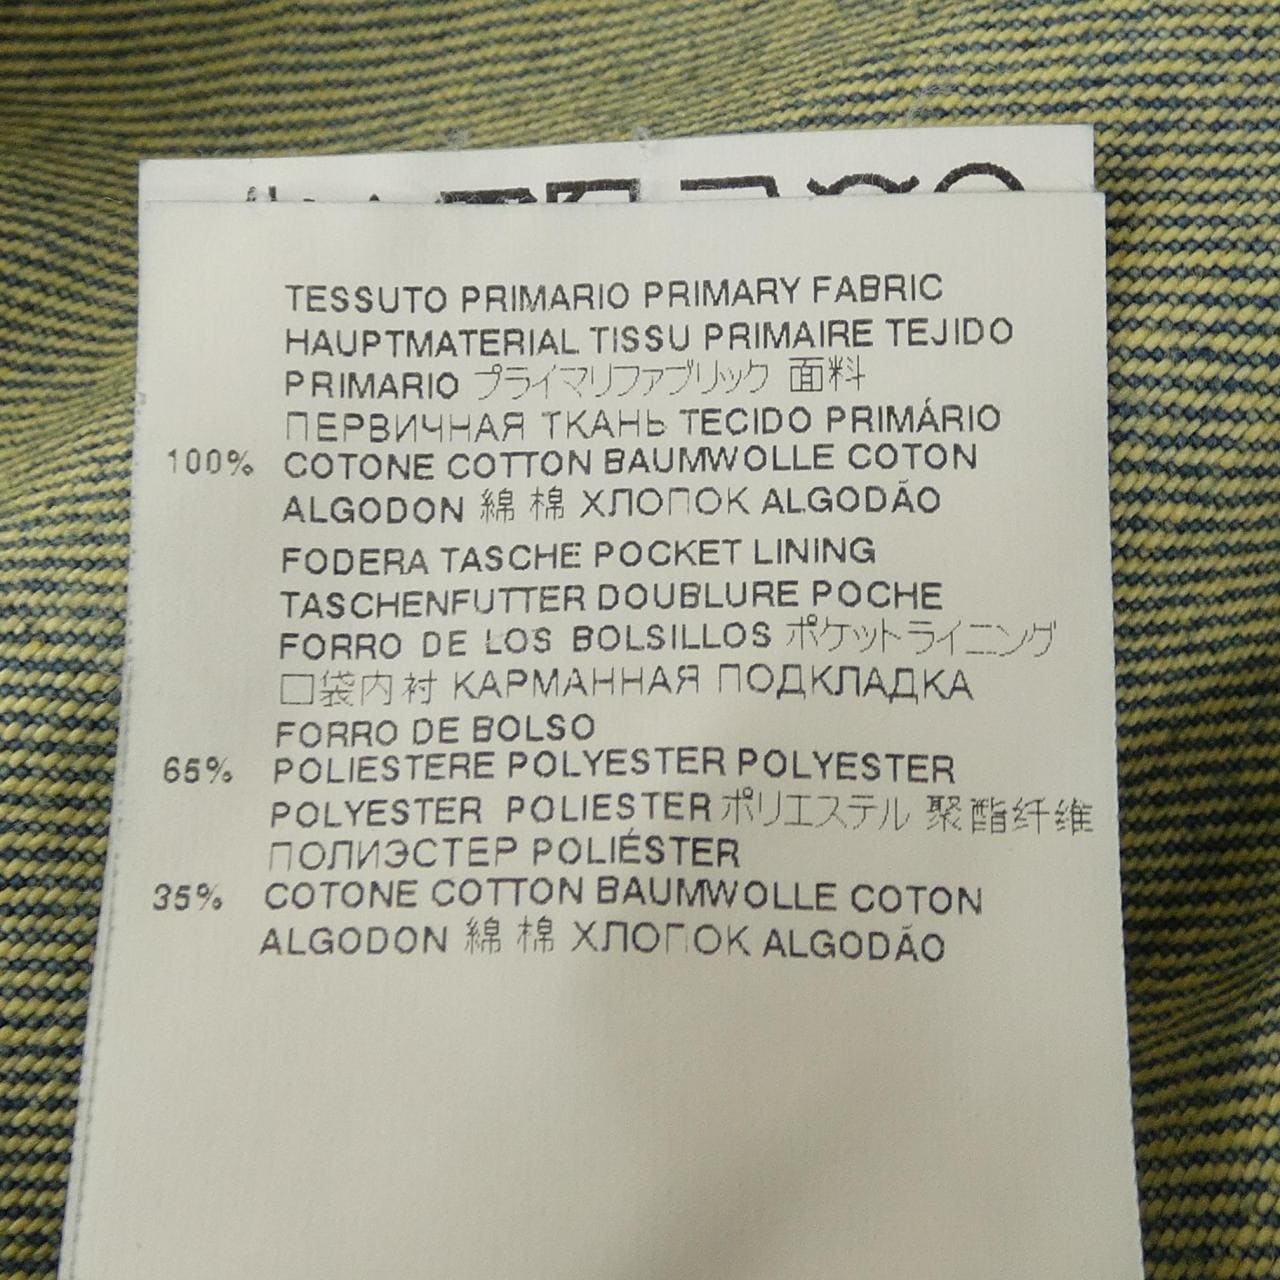 TESSUTO PRIMARIO PRIMARY FABRIC
HAUPTMATERIAL TISSU PRIMAIRE TEJIDO
PRIMARIO プライマリファブリック 面料
ПЕРВИЧНАЯ ТКАНЬ TECIDO PRIMÁRIO
100% COTONE COTTON BAUMWOLLE COTON
ALGODON 綿 棉 ХЛОПОК ALGODÃO
FODERA TASCHE POCKET LINING
TASCHENFUTTER DOUBLURE POCHE
FORRO DE LOS BOLSILLOS ポケットライニング
口袋内衬 КАРМАННАЯ ПОДКЛАДКА
FORRO DE BOLSO
65% POLIESTERE POLYESTER POLYESTER
POLYESTER POLIESTER ポリエステル 聚酯纤维
ПОЛИЭСТЕР POLIÉSTER
35% COTONE COTTON BAUMWOLLE COTON
ALGODON 綿 棉 ХЛОПОК ALGODÃO